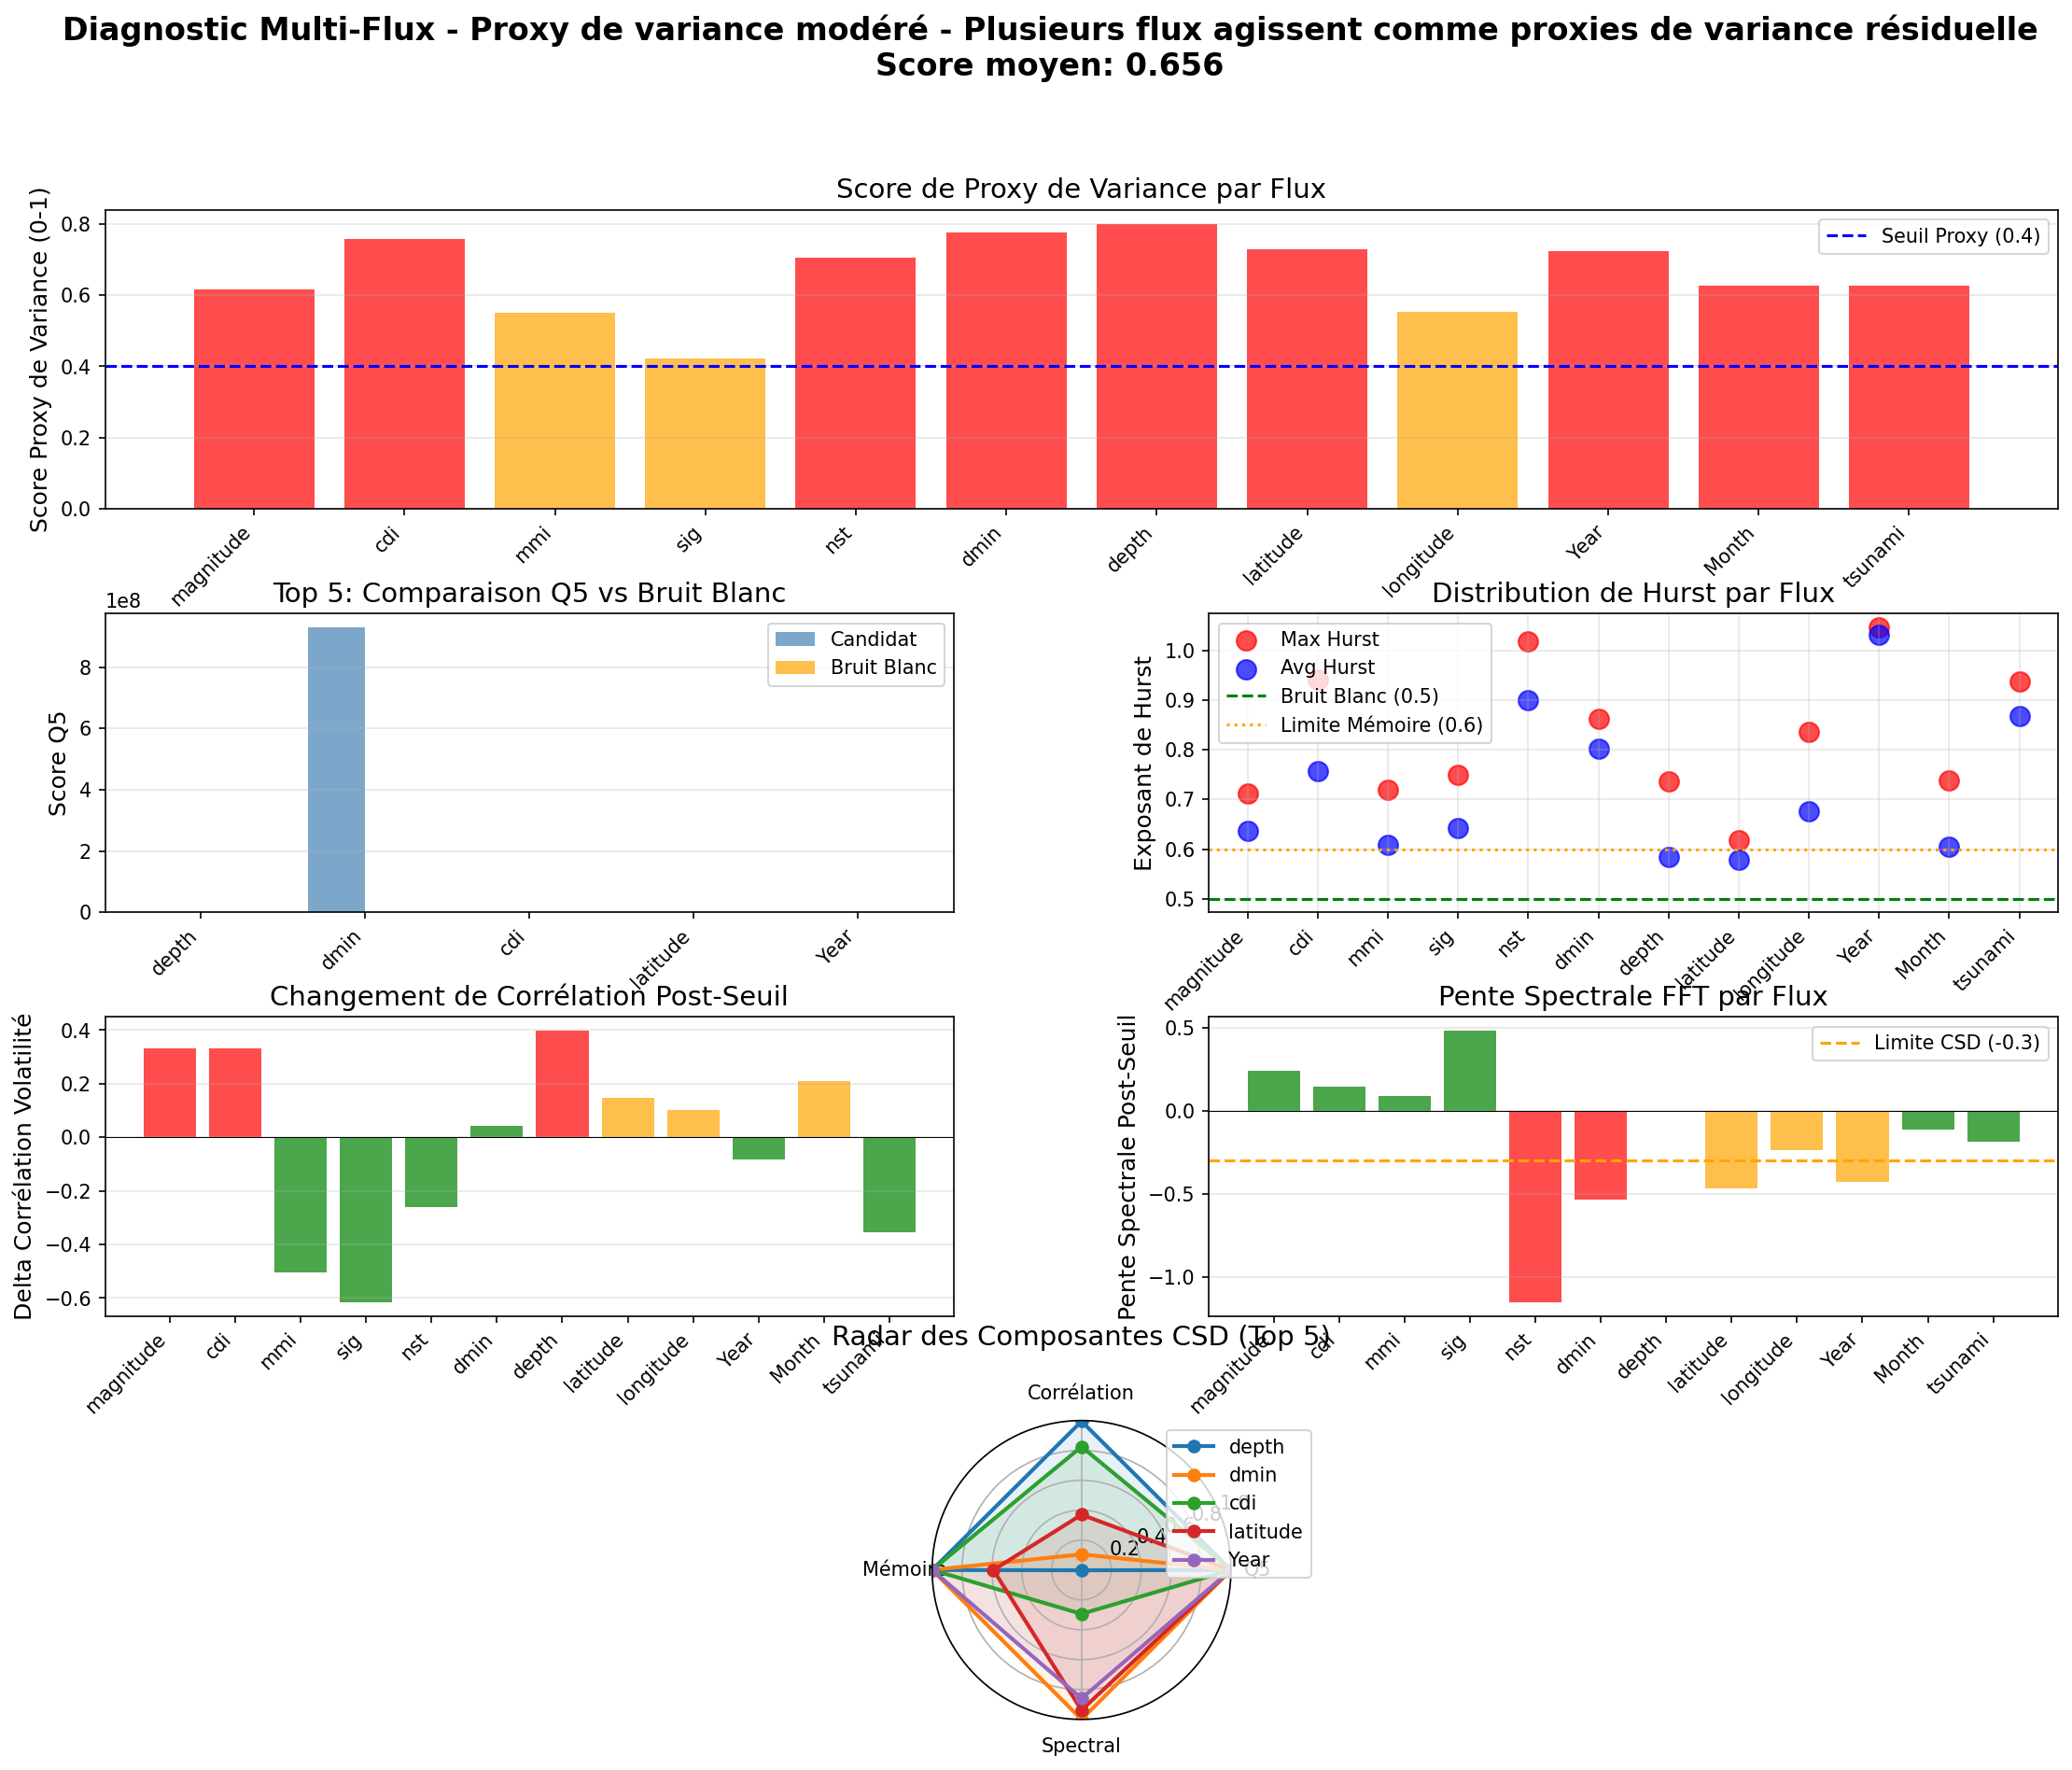 Diagnostic Multi-Flux - Proxy de variance modéré - Plusieurs flux agissent comme proxies de variance résiduelle
Score moyen: 0.656
Score de Proxy de Variance par Flux
Score Proxy de Variance (0-1)
0.8
0.6
0.4
0.2
0.0
Seuil Proxy (0.4)
magnitude
cdi
mmi
sig
nst
dmin
depth
latitude
longitude
Year
Month
tsunami
Top 5: Comparaison Q5 vs Bruit Blanc
1e8
Score Q5
8
6
4
2
0
Candidat
Bruit Blanc
depth
dmin
cdi
latitude
Year
Distribution de Hurst par Flux
Exposant de Hurst
1.0
0.9
0.8
0.7
0.6
0.5
Max Hurst
Avg Hurst
Bruit Blanc (0.5)
Limite Mémoire (0.6)
magnitude
cdi
mmi
sig
nst
dmin
depth
latitude
longitude
Year
Month
tsunami
Changement de Corrélation Post-Seuil
Delta Corrélation Volatilité
0.4
0.2
0.0
−0.2
−0.4
−0.6
magnitude
cdi
mmi
sig
nst
dmin
depth
latitude
longitude
Year
Month
tsunami
Pente Spectrale FFT par Flux
Pente Spectrale Post-Seuil
0.5
0.0
−0.5
−1.0
Limite CSD (-0.3)
magnitude
cdi
mmi
sig
nst
dmin
depth
latitude
longitude
Year
Month
tsunami
Radar des Composantes CSD (Top 5)
Corrélation
Mémoire
Spectral
Q5
0.2
0.4
0.8
depth
dmin
cdi
latitude
Year